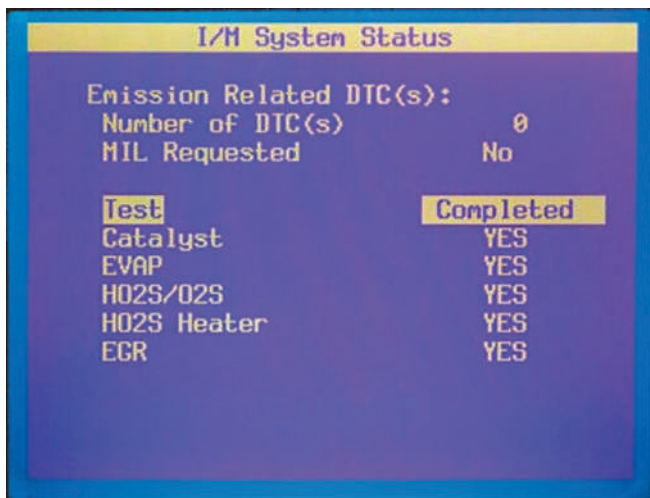 I/M System Status
Emission Related DTC(s):
Number of DTC(s) 0
MIL Requested No
Test Completed
Catalyst YES
EVAP YES
HO2S/O2S YES
HO2S Heater YES
EGR YES